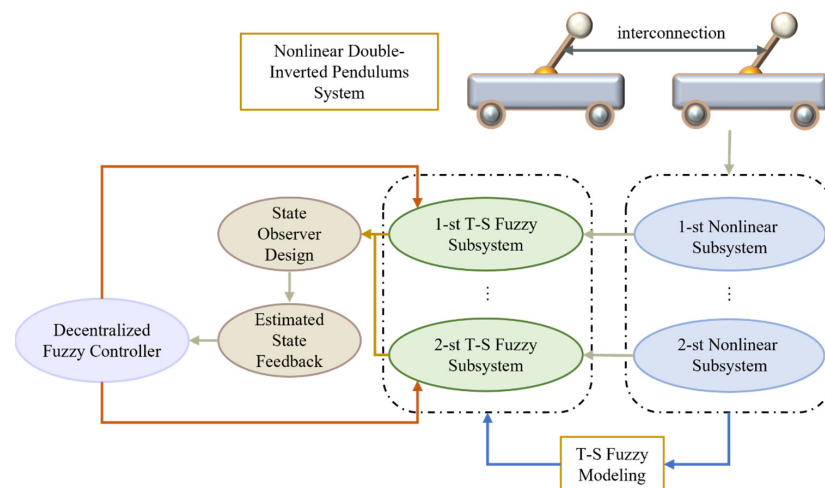 Nonlinear Double-
Inverted Pendulums
System
interconnection
State
Observer
Design
1-st T-S Fuzzy
Subsystem
1-st Nonlinear
Subsystem
...
...
Decentralized
Fuzzy Controller
Estimated
State
Feedback
2-st T-S Fuzzy
Subsystem
2-st Nonlinear
Subsystem
T-S Fuzzy
Modeling